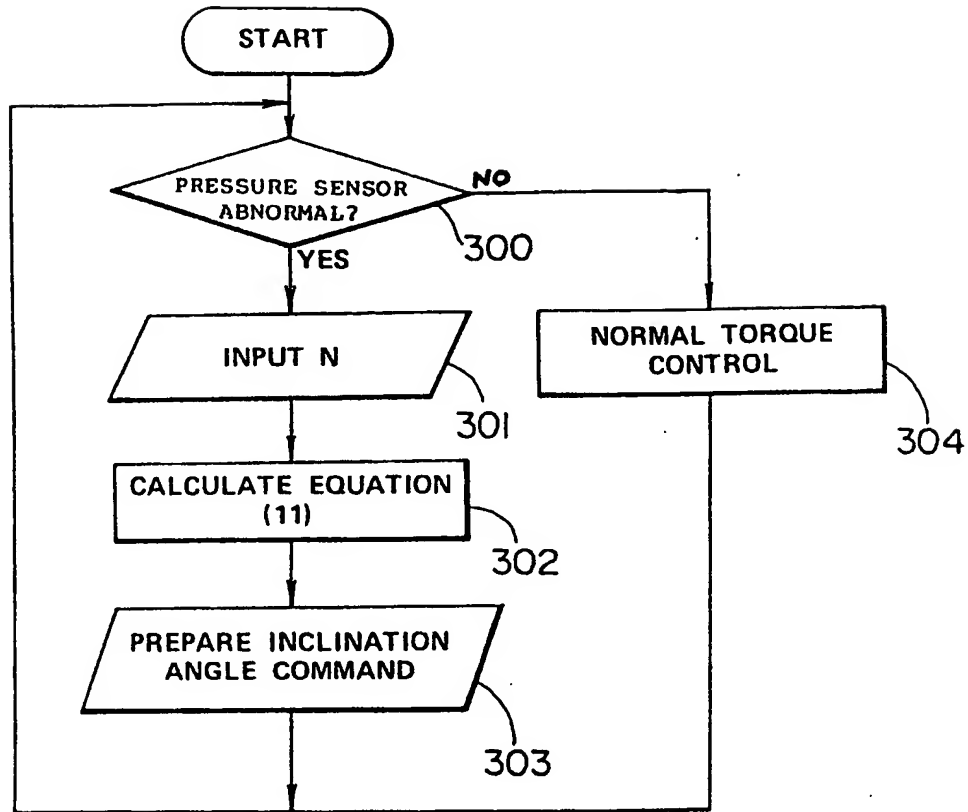 START
PRESSURE SENSOR
ABNORMAL?
NO
300
YES
INPUT N
301
NORMAL TORQUE
CONTROL
304
CALCULATE EQUATION
(11)
302
PREPARE INCLINATION
ANGLE COMMAND
303